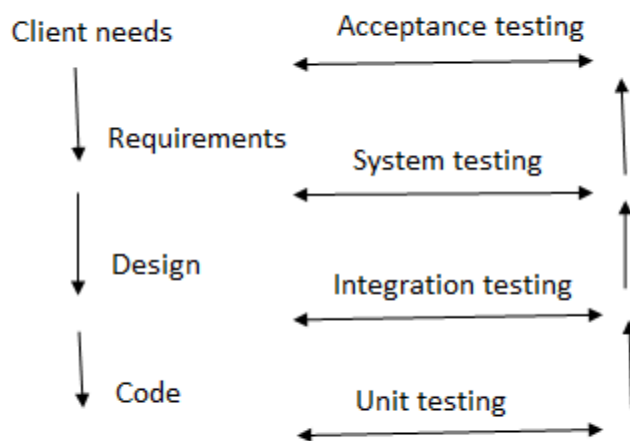 Client needs
Acceptance testing
Requirements
System testing
Design
Integration testing
Code
Unit testing